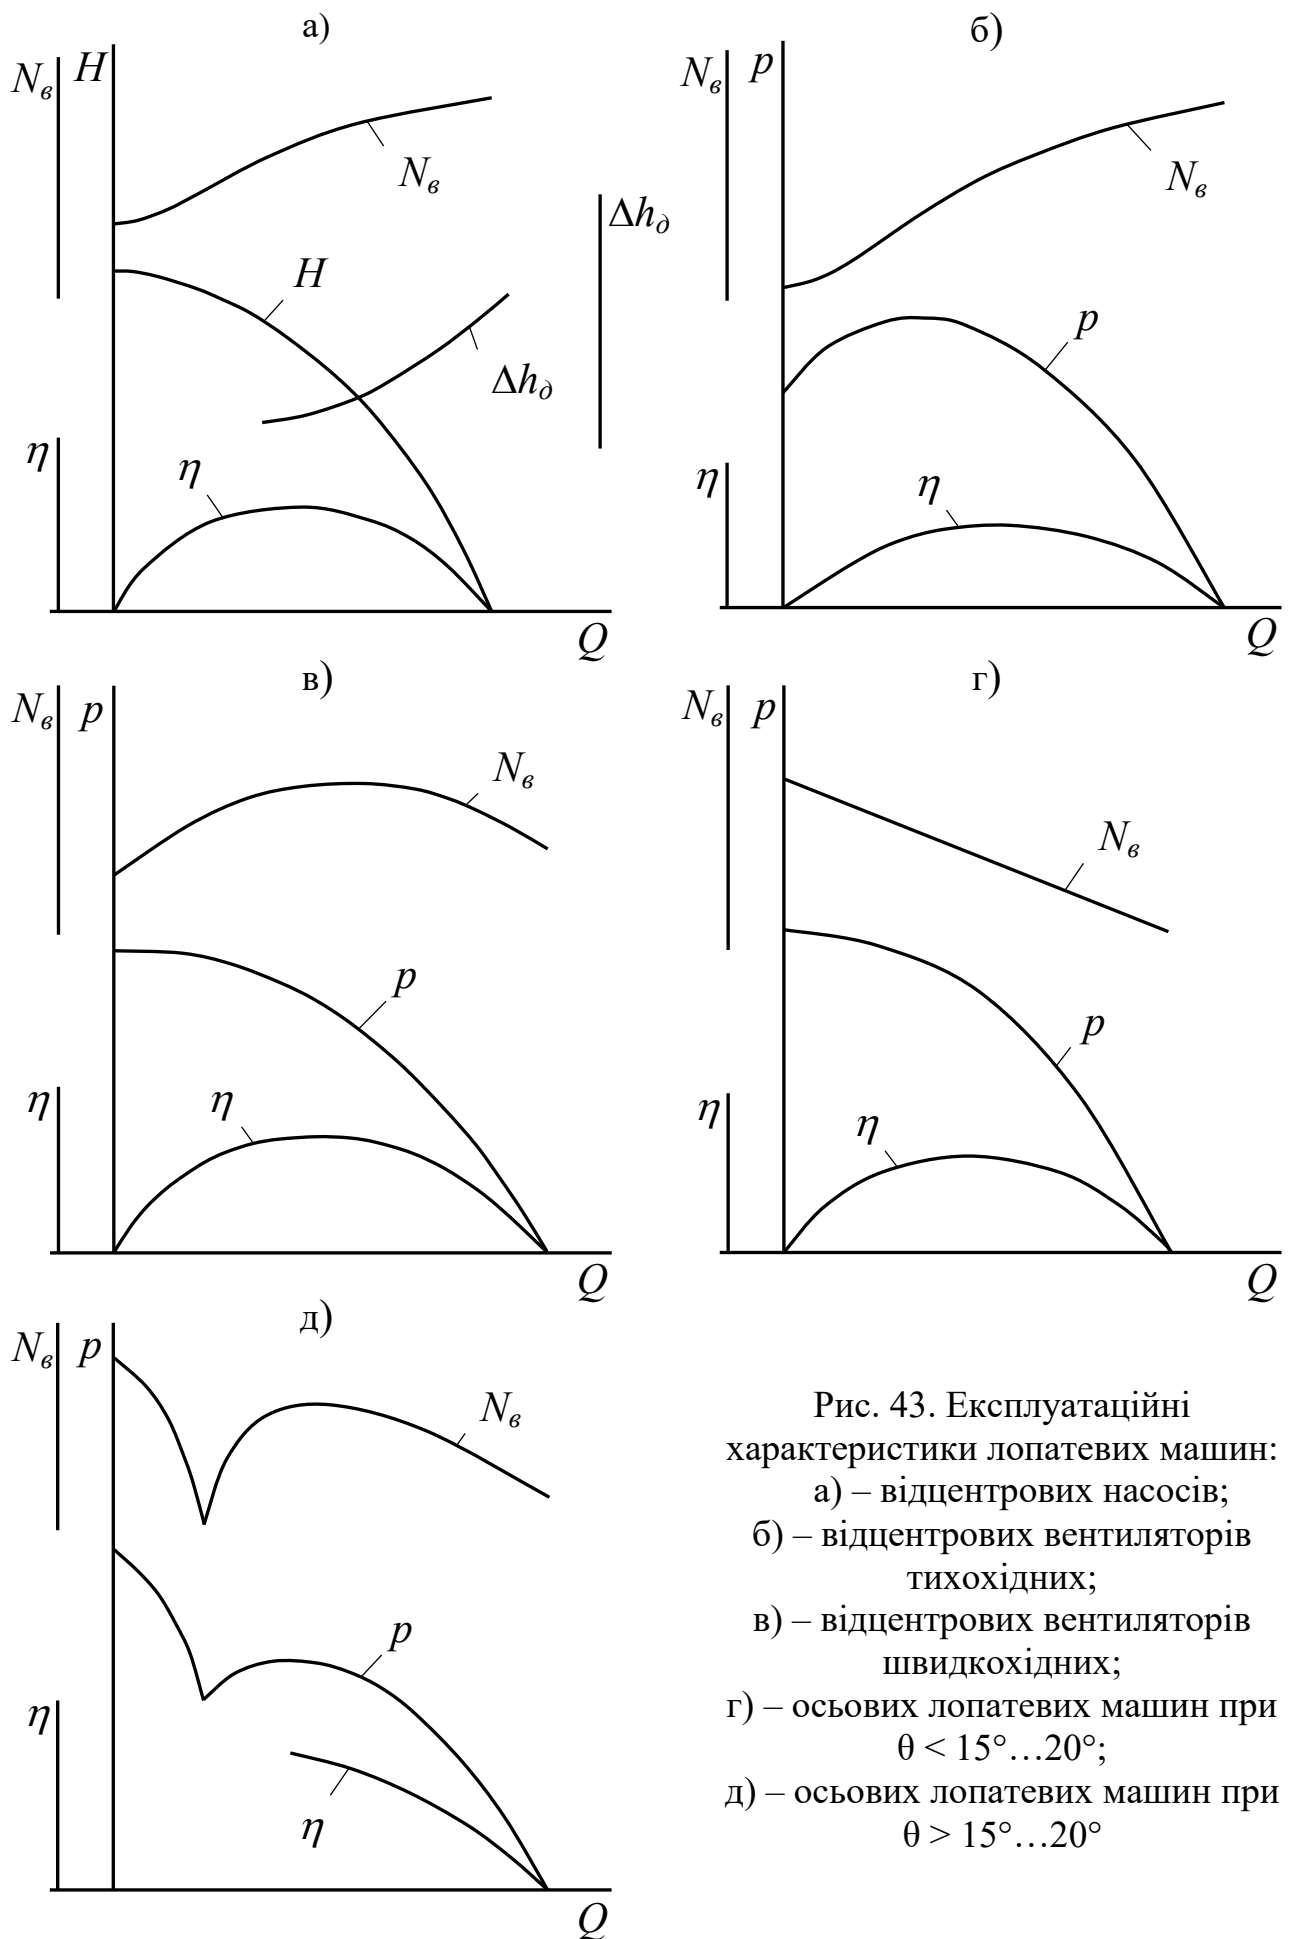 а)
N_в H
N_в
Δh_д
H
Δh_д
η
η
Q
б)
N_в p
N_в
p
η
η
Q
в)
N_в p
N_в
p
η
η
Q
г)
N_в p
N_в
p
η
η
Q
д)
N_в p
N_в
p
η
η
Q
Рис. 43. Експлуатаційні
характеристики лопатевих машин:
а) – відцентрових насосів;
б) – відцентрових вентиляторів
тихохідних;
в) – відцентрових вентиляторів
швидкохідних;
г) – осьових лопатевих машин при
θ < 15°…20°;
д) – осьових лопатевих машин при
θ > 15°…20°